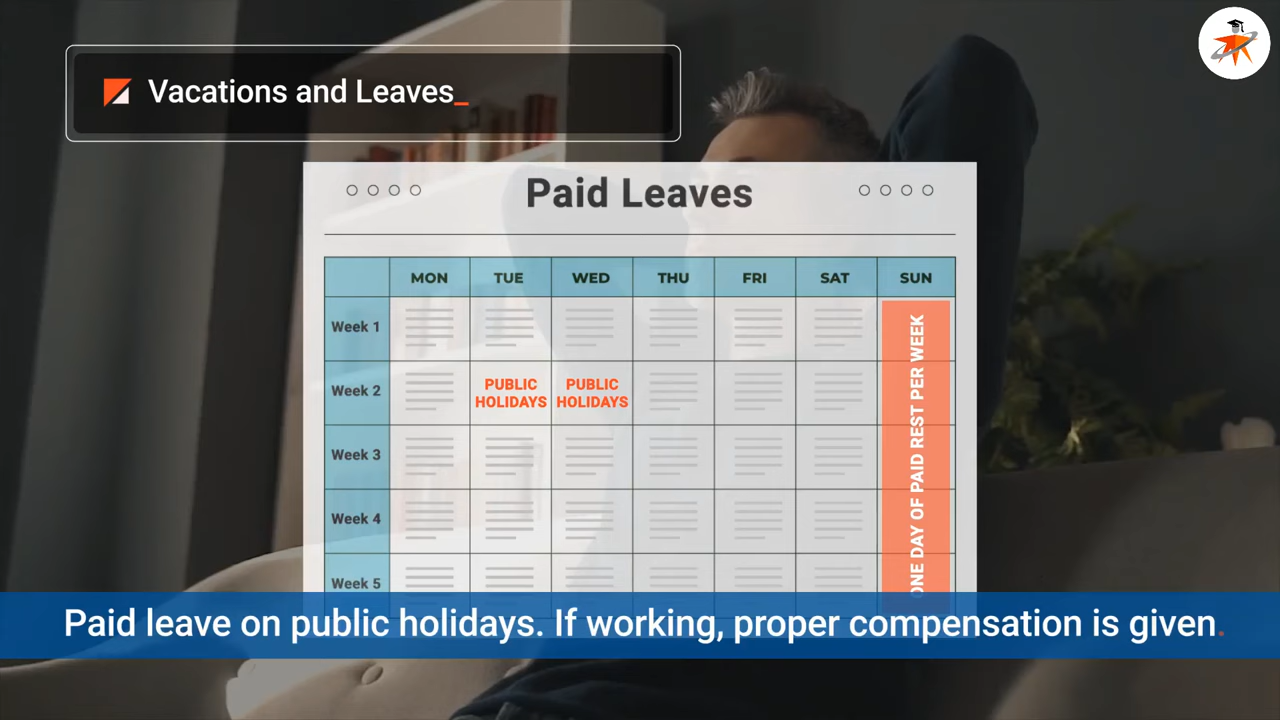 Vacations and Leaves_
Paid Leaves
MON TUE WED THU FRI SAT SUN
Week 1
Week 2 PUBLIC HOLIDAYS PUBLIC HOLIDAYS
Week 3
Week 4
Week 5
ONE DAY OF PAID REST PER WEEK
Paid leave on public holidays. If working, proper compensation is given.